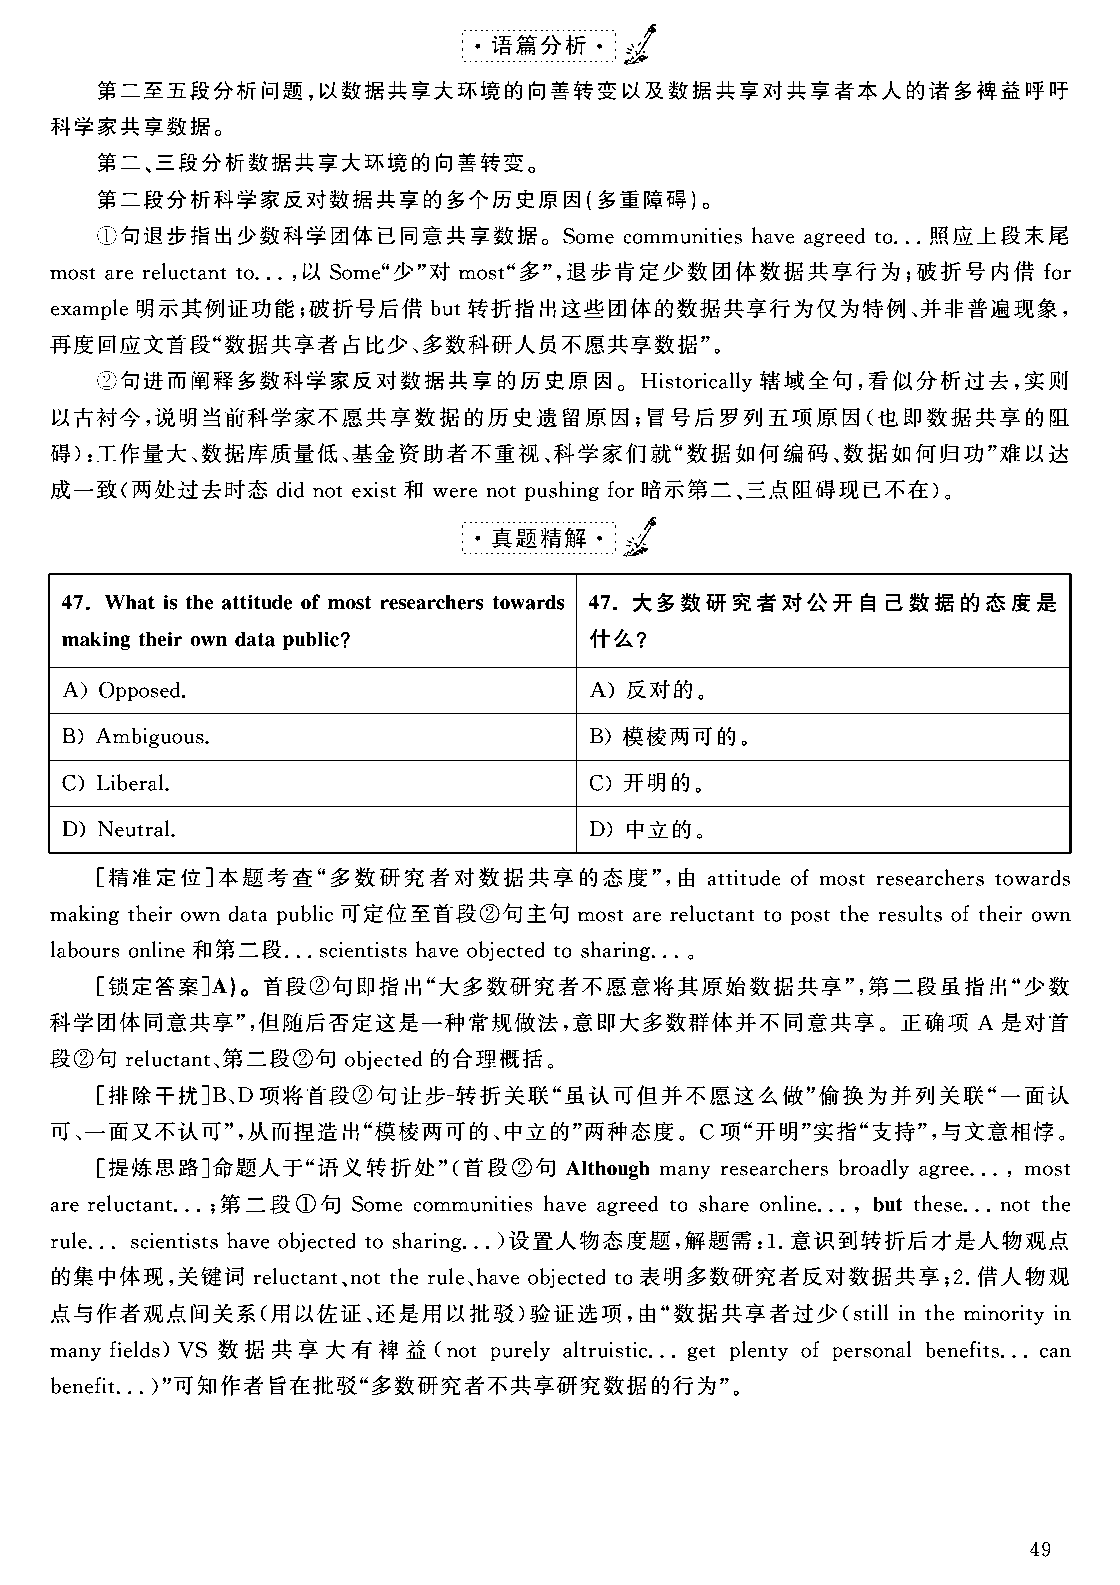 ·语篇分析·
第二至五段分析问题,以数据共享大环境的向善转变以及数据共享对共享者本人的诸多裨益呼吁
科学家共享数据。
第二、三段分析数据共享大环境的向善转变。
第二段分析科学家反对数据共享的多个历史原因(多重障碍)。
①句退步指出少数科学团体已同意共享数据。Some communities have agreed to...照应上段末尾
most are reluctant to...,以 Some“少”对 most“多”,退步肯定少数团体数据共享行为;破折号内借 for
example 明示其例证功能;破折号后借 but 转折指出这些团体的数据共享行为仅为特例、并非普遍现象,
再度回应文首段“数据共享者占比少、多数科研人员不愿共享数据”。
②句进而阐释多数科学家反对数据共享的历史原因。Historically 辖域全句,看似分析过去,实则
以古衬今,说明当前科学家不愿共享数据的历史遗留原因;冒号后罗列五项原因(也即数据共享的阻
碍):工作量大、数据库质量低、基金资助者不重视、科学家们就“数据如何编码、数据如何归功”难以达
成一致(两处过去时态 did not exist 和 were not pushing for 暗示第二、三点阻碍现已不在)。
·真题精解·
47. What is the attitude of most researchers towards
making their own data public?
47. 大多数研究者对公开自己数据的态度是
什么?
A) Opposed.
A) 反对的。
B) Ambiguous.
B) 模棱两可的。
C) Liberal.
C) 开明的。
D) Neutral.
D) 中立的。
[精准定位]本题考查“多数研究者对数据共享的态度”,由 attitude of most researchers towards
making their own data public 可定位至首段②句主句 most are reluctant to post the results of their own
labours online 和第二段...scientists have objected to sharing...。
[锁定答案]A)。首段②句即指出“大多数研究者不愿意将其原始数据共享”,第二段虽指出“少数
科学团体同意共享”,但随后否定这是一种常规做法,意即大多数群体并不同意共享。正确项 A 是对首
段②句 reluctant、第二段②句 objected 的合理概括。
[排除干扰]B、D 项将首段②句让步-转折关联“虽认可但并不愿这么做”偷换为并列关联“一面认
可、一面又不认可”,从而捏造出“模棱两可的、中立的”两种态度。C 项“开明”实指“支持”,与文意相悖。
[提炼思路]命题人于“语义转折处”(首段②句 Although many researchers broadly agree..., most
are reluctant...;第二段①句 Some communities have agreed to share online..., but these... not the
rule... scientists have objected to sharing...)设置人物态度题,解题需:1.意识到转折后才是人物观点
的集中体现,关键词 reluctant、not the rule、have objected to 表明多数研究者反对数据共享;2.借人物观
点与作者观点间关系(用以佐证、还是用以批驳)验证选项,由“数据共享者过少(still in the minority in
many fields) VS 数据共享大有裨益(not purely altruistic... get plenty of personal benefits... can
benefit...)”可知作者旨在批驳“多数研究者不共享研究数据的行为”。
49